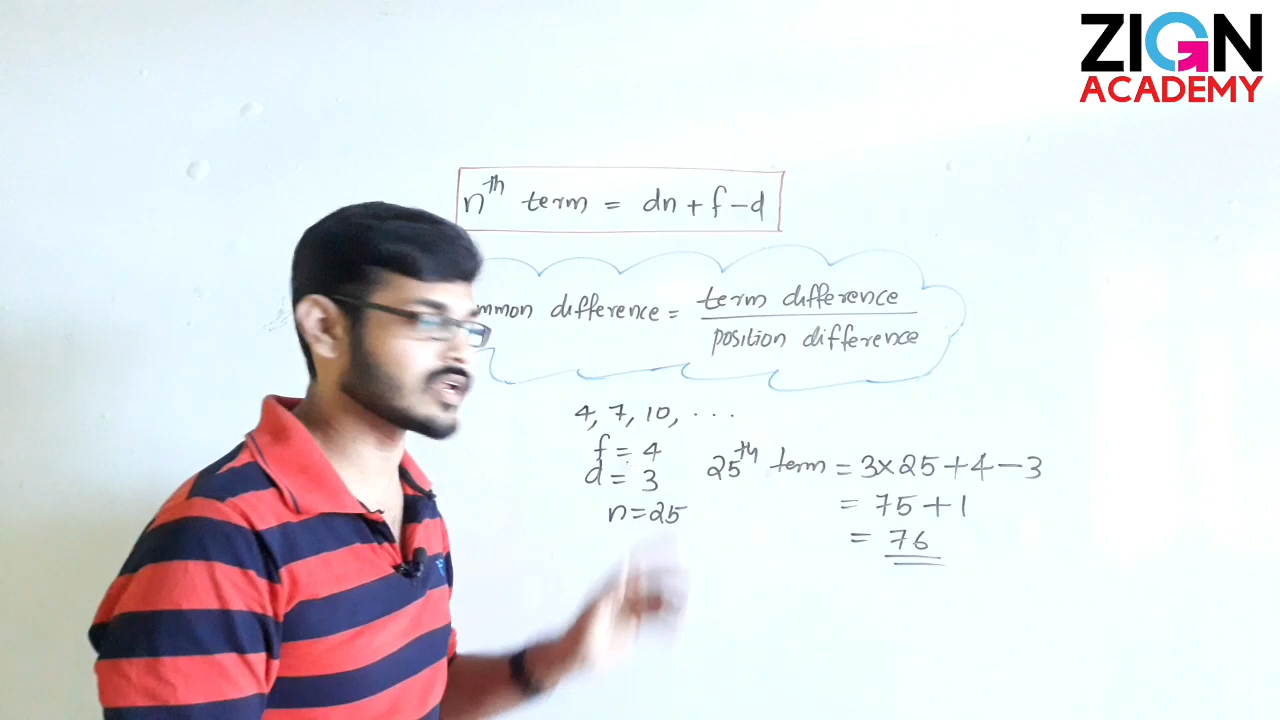 ZIGN
ACADEMY
nth term = dn + f - d
mmon difference = term difference
position difference
4, 7, 10, ...
f = 4
d = 3
n = 25
25th term = 3 × 25 + 4 - 3
= 75 + 1
= 76